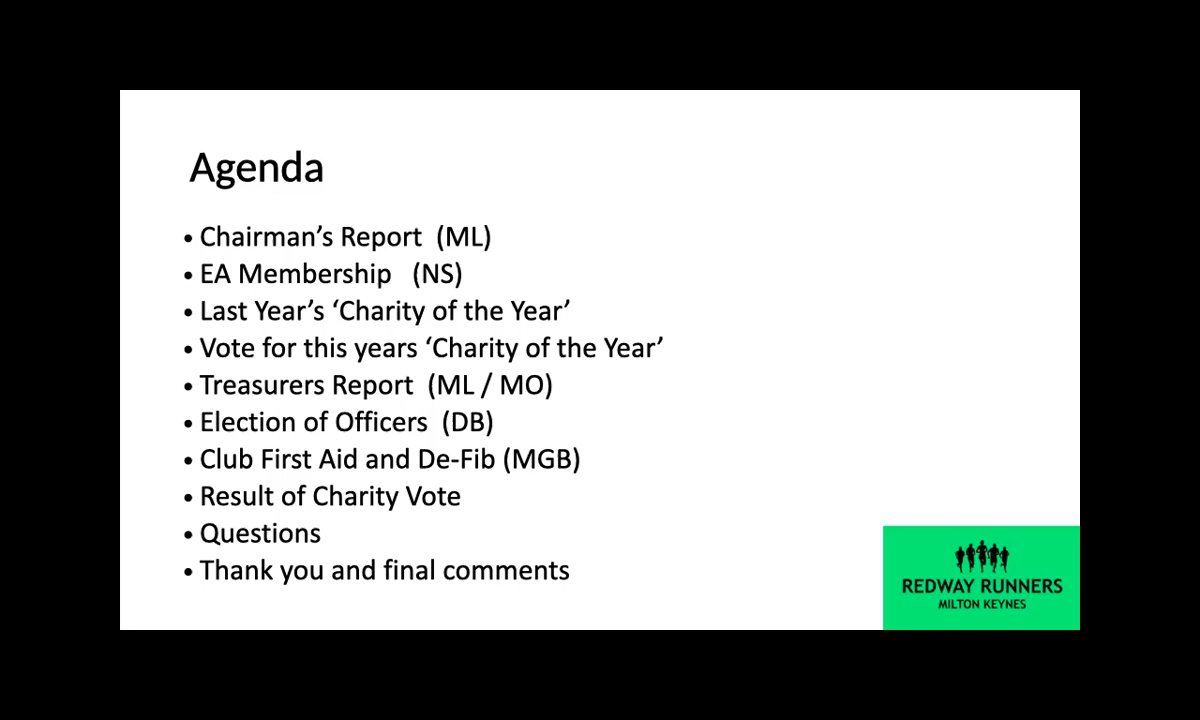 Agenda
• Chairman’s Report  (ML)
• EA Membership   (NS)
• Last Year’s ‘Charity of the Year’
• Vote for this years ‘Charity of the Year’
• Treasurers Report  (ML / MO)
• Election of Officers  (DB)
• Club First Aid and De-Fib (MGB)
• Result of Charity Vote
• Questions
• Thank you and final comments
REDWAY RUNNERS
MILTON KEYNES